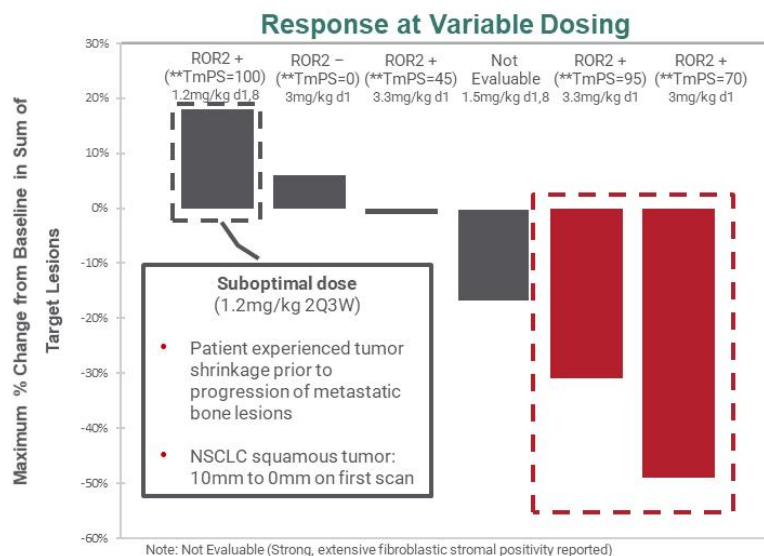 Response at Variable Dosing
Maximum % Change from Baseline in Sum of
Target Lesions
30%
20%
10%
0%
-10%
-20%
-30%
-40%
-50%
-60%
ROR2 +
(**TmPS=100)
1.2mg/kg d1,8
ROR2 –
(**TmPS=0)
3mg/kg d1
ROR2 +
(**TmPS=45)
3.3mg/kg d1
Not
Evaluable
1.5mg/kg d1,8
ROR2 +
(**TmPS=95)
3.3mg/kg d1
ROR2 +
(**TmPS=70)
3mg/kg d1
Suboptimal dose
(1.2mg/kg 2Q3W)
• Patient experienced tumor
shrinkage prior to
progression of metastatic
bone lesions
• NSCLC squamous tumor:
10mm to 0mm on first scan
Note: Not Evaluable (Strong, extensive fibroblastic stromal positivity reported)